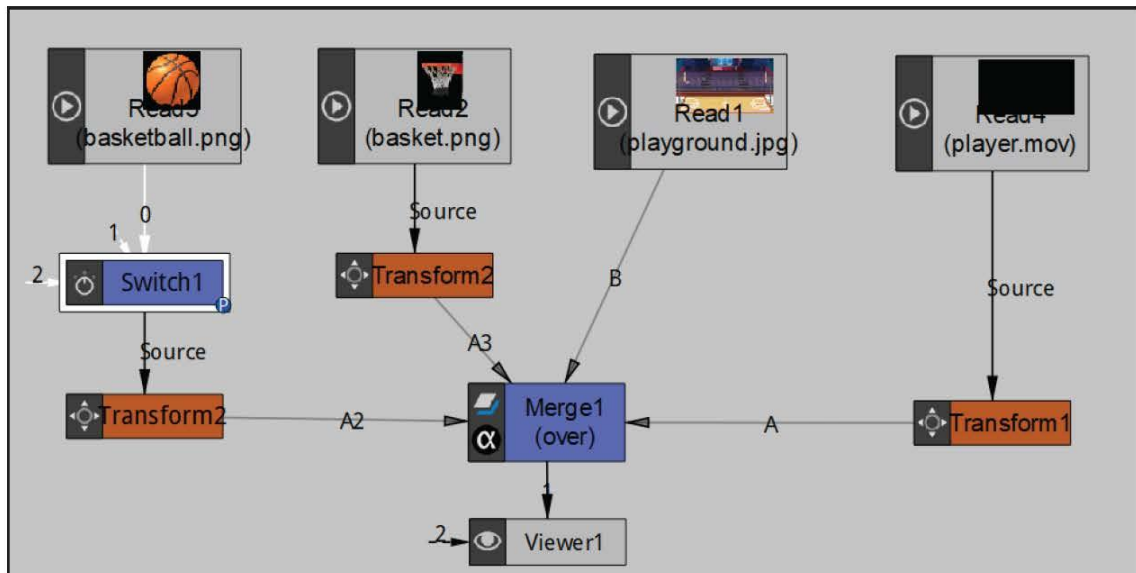 Read3
(basketball.png)
Read2
(basket.png)
Read1
(playground.jpg)
Read4
(player.mov)
0
1
2
Switch1
P
Source
Transform2
Source
Transform2
B
Source
Transform1
A3
A2
A
Merge1
(over)
α
1
2
Viewer1